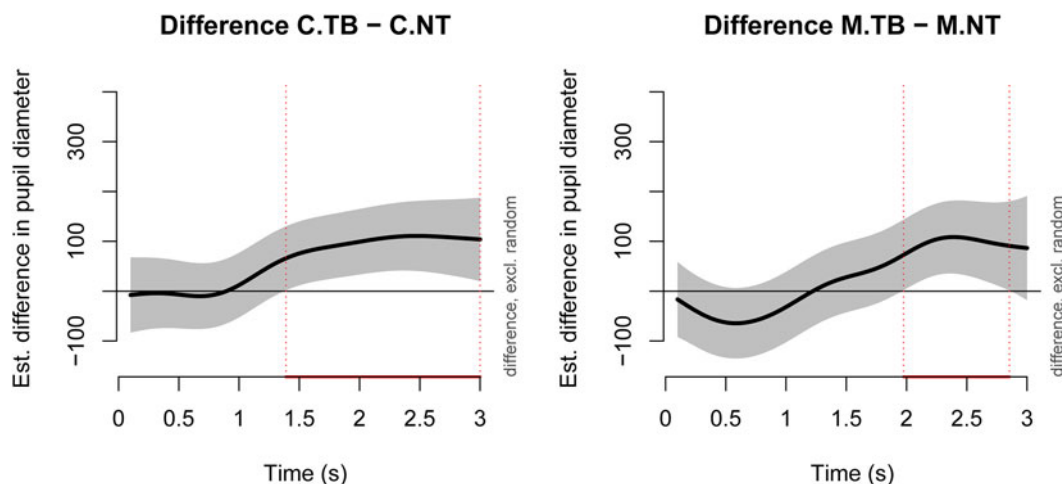 Difference C.TB − C.NT
Est. difference in pupil diameter
300
100
-100
0 0.5 1 1.5 2 2.5 3
Time (s)
difference, excl. random
Difference M.TB − M.NT
Est. difference in pupil diameter
300
100
-100
0 0.5 1 1.5 2 2.5 3
Time (s)
difference, excl. random